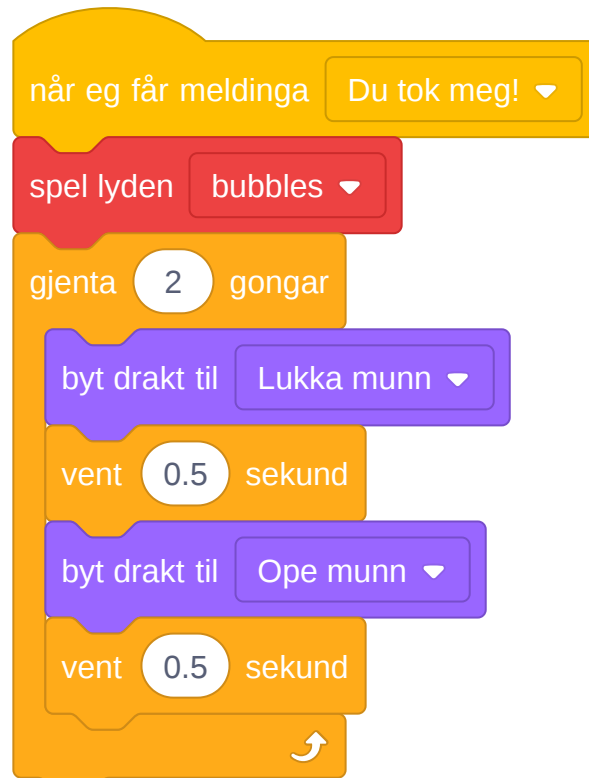 når eg får meldinga Du tok meg!
spel lyden bubbles
gjenta 2 gongar
byt drakt til Lukka munn
vent 0.5 sekund
byt drakt til Ope munn
vent 0.5 sekund